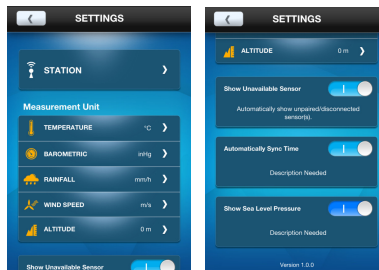 SETTINGS
STATION
Measurement Unit
TEMPERATURE °C
BAROMETRIC inHg
RAINFALL mm/h
WIND SPEED m/s
ALTITUDE 0 m
Show Unavailable Sensor
SETTINGS
ALTITUDE 0 m
Show Unavailable Sensor
Automatically show unpaired/disconnected
sensor(s).
Automatically Sync Time
Description Needed
Show Sea Level Pressure
Description Needed
Version 1.0.0